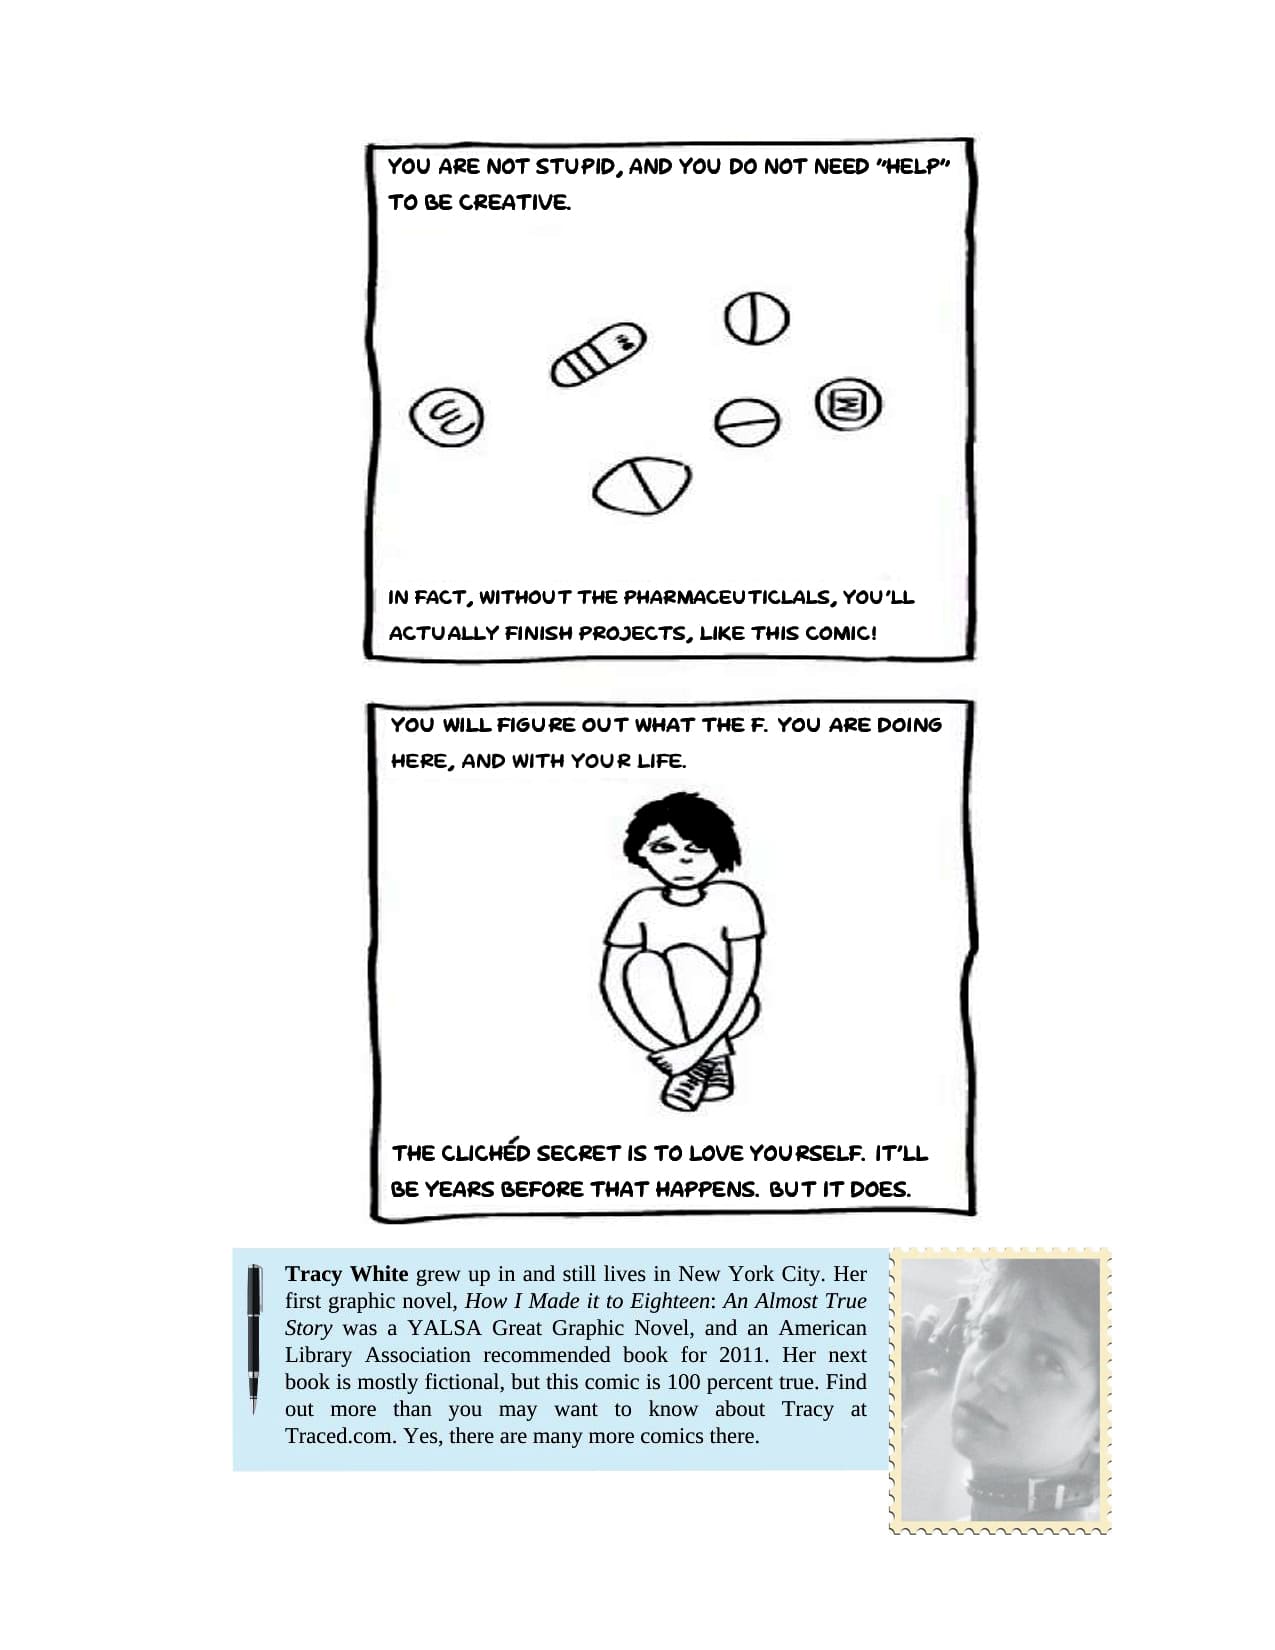 YOU ARE NOT STUPID, AND YOU DO NOT NEED "HELP"
TO BE CREATIVE.
M
IN FACT, WITHOUT THE PHARMACEUTICLALS, YOU'LL
ACTUALLY FINISH PROJECTS, LIKE THIS COMIC!
YOU WILL FIGURE OUT WHAT THE F. YOU ARE DOING
HERE, AND WITH YOUR LIFE.
THE CLICHÉD SECRET IS TO LOVE YOURSELF. IT'LL
BE YEARS BEFORE THAT HAPPENS. BUT IT DOES.
Tracy White grew up in and still lives in New York City. Her
first graphic novel, How I Made it to Eighteen: An Almost True
Story was a YALSA Great Graphic Novel, and an American
Library Association recommended book for 2011. Her next
book is mostly fictional, but this comic is 100 percent true. Find
out more than you may want to know about Tracy at
Traced.com. Yes, there are many more comics there.